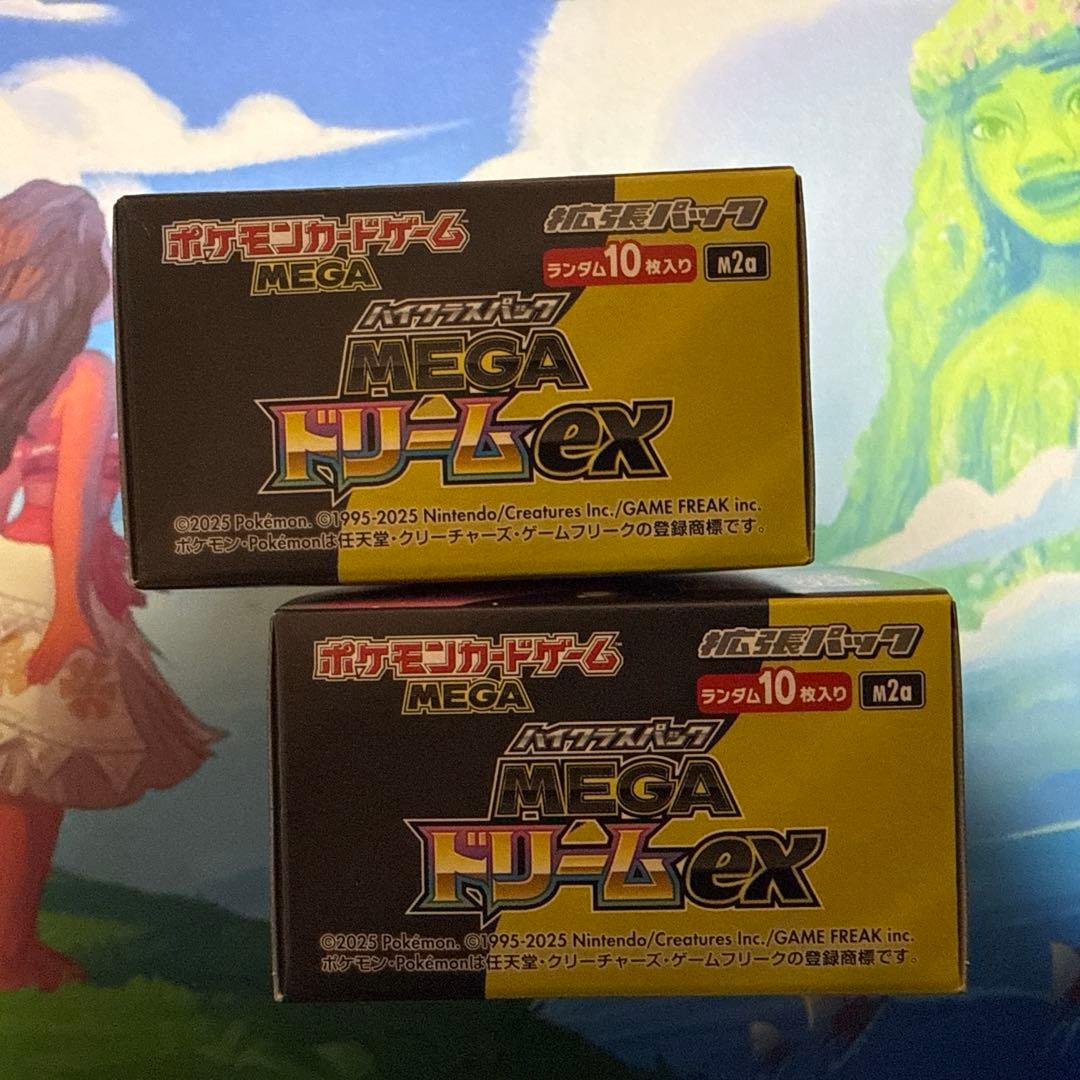 ポケモンカードゲーム
MEGA
拡張パック
ランダム10枚入り M2a
ハイクラスパック
MEGA
ドリームex
©2025 Pokémon. ©1995-2025 Nintendo/Creatures Inc./GAME FREAK inc.
ポケモン・Pokémonは任天堂・クリーチャーズ・ゲームフリークの登録商標です。
ポケモンカードゲーム
MEGA
拡張パック
ランダム10枚入り M2a
ハイクラスパック
MEGA
ドリームex
©2025 Pokémon. ©1995-2025 Nintendo/Creatures Inc./GAME FREAK inc.
ポケモン・Pokémonは任天堂・クリーチャーズ・ゲームフリークの登録商標です。